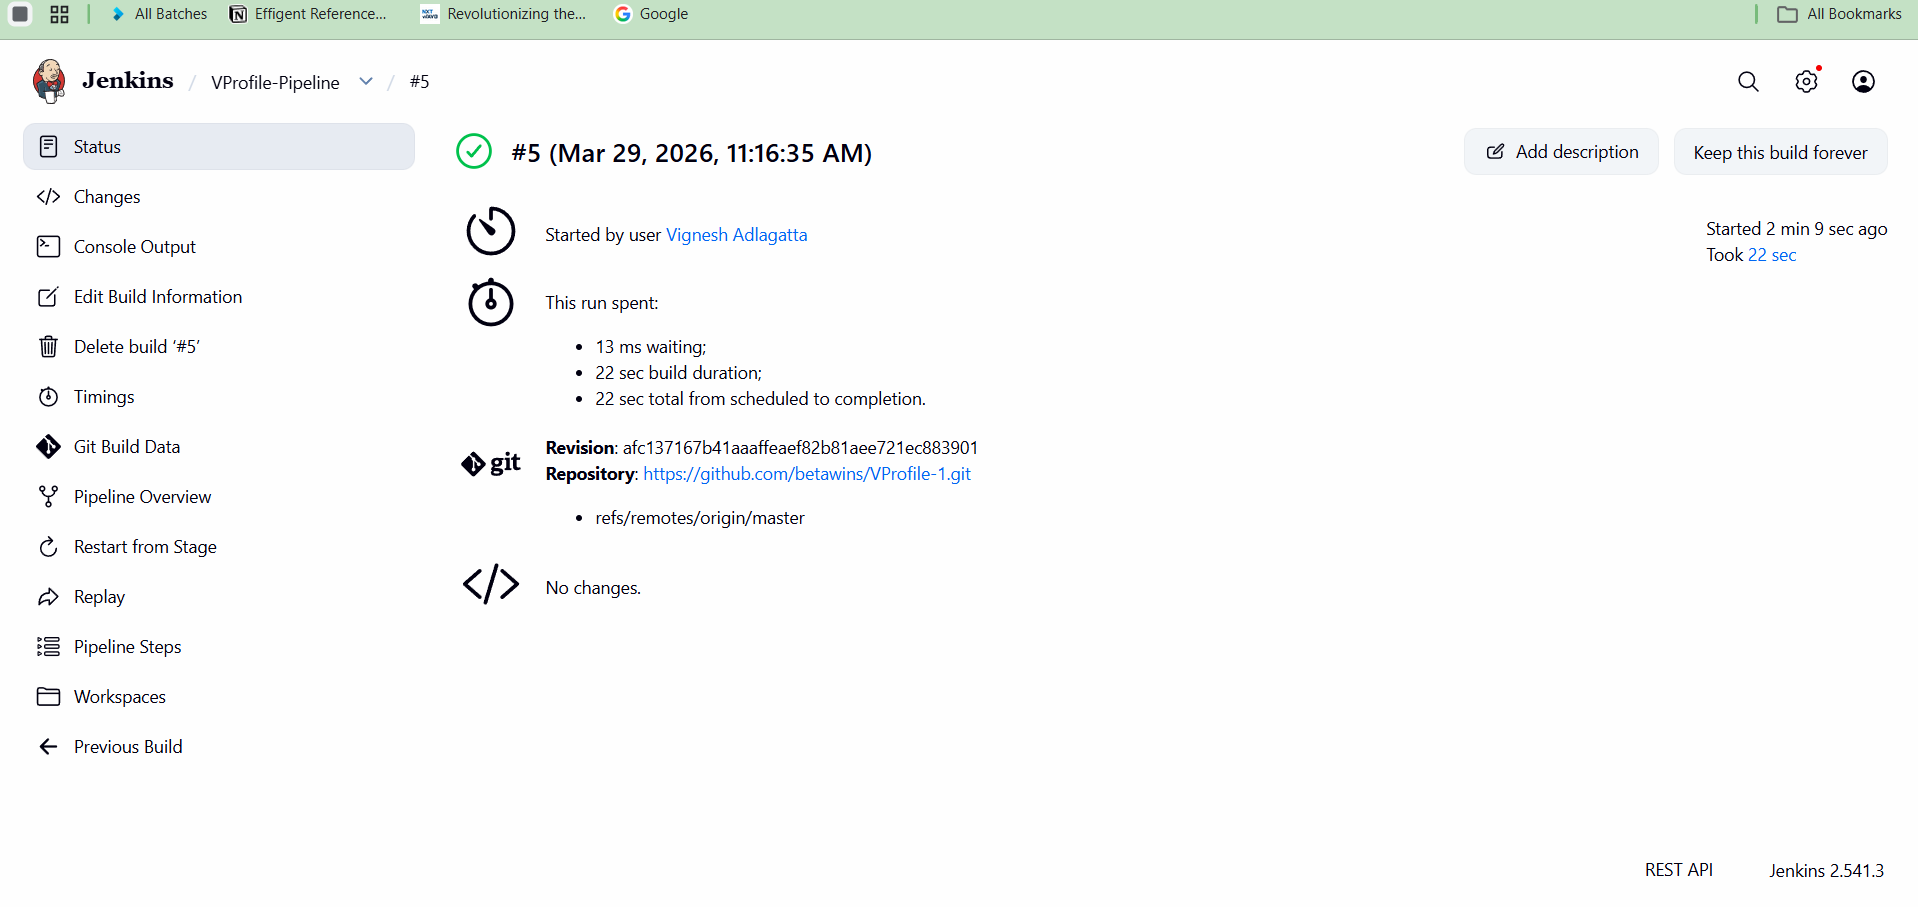 All Batches
Effigent Reference...
Revolutionizing the...
Google
All Bookmarks
Jenkins / VProfile-Pipeline / #5
Status
Changes
Console Output
Edit Build Information
Delete build ‘#5’
Timings
Git Build Data
Pipeline Overview
Restart from Stage
Replay
Pipeline Steps
Workspaces
Previous Build
#5 (Mar 29, 2026, 11:16:35 AM)
Add description
Keep this build forever
Started by user Vignesh Adlagatta
Started 2 min 9 sec ago
Took 22 sec
This run spent:
• 13 ms waiting;
• 22 sec build duration;
• 22 sec total from scheduled to completion.
git
Revision: afc137167b41aaaffeaef82b81aee721ec883901
Repository: https://github.com/betawins/VProfile-1.git
• refs/remotes/origin/master
No changes.
REST API
Jenkins 2.541.3